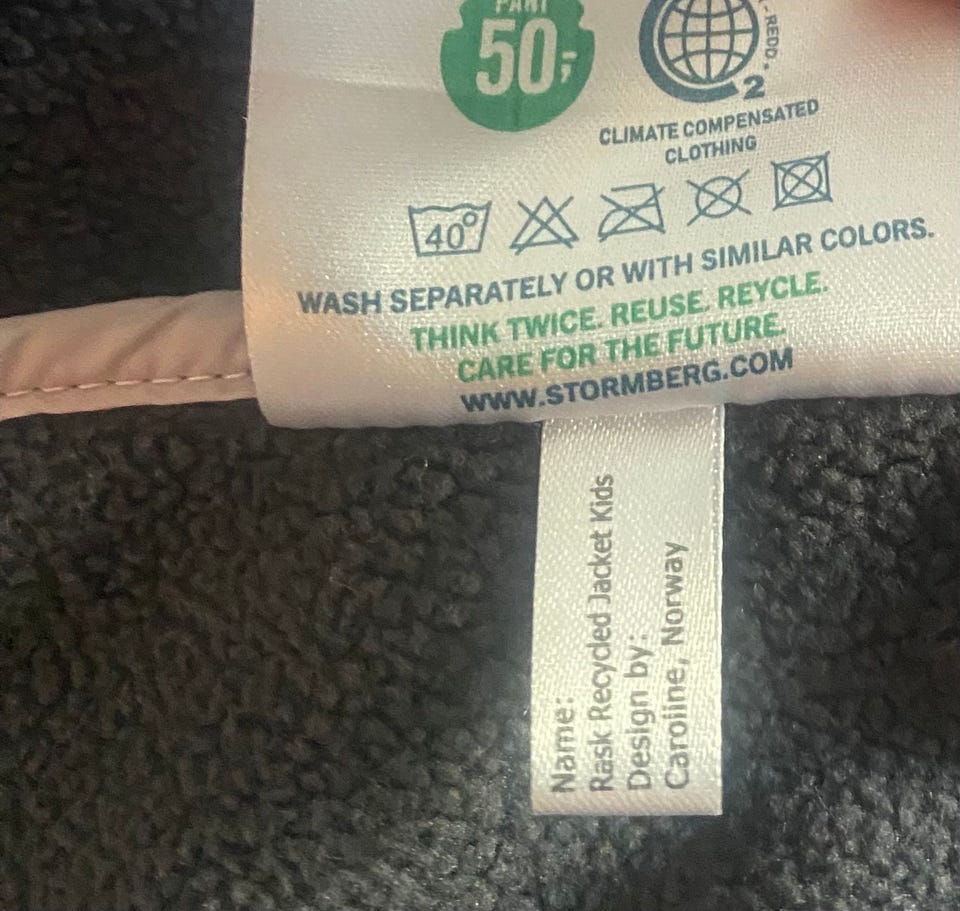 PANT
50,-
-REDD.
2
CLIMATE COMPENSATED
CLOTHING
40°
WASH SEPARATELY OR WITH SIMILAR COLORS.
THINK TWICE. REUSE. REYCLE.
CARE FOR THE FUTURE.
WWW.STORMBERG.COM
Name:
Rask Recycled Jacket Kids
Design by:
Caroline, Norway